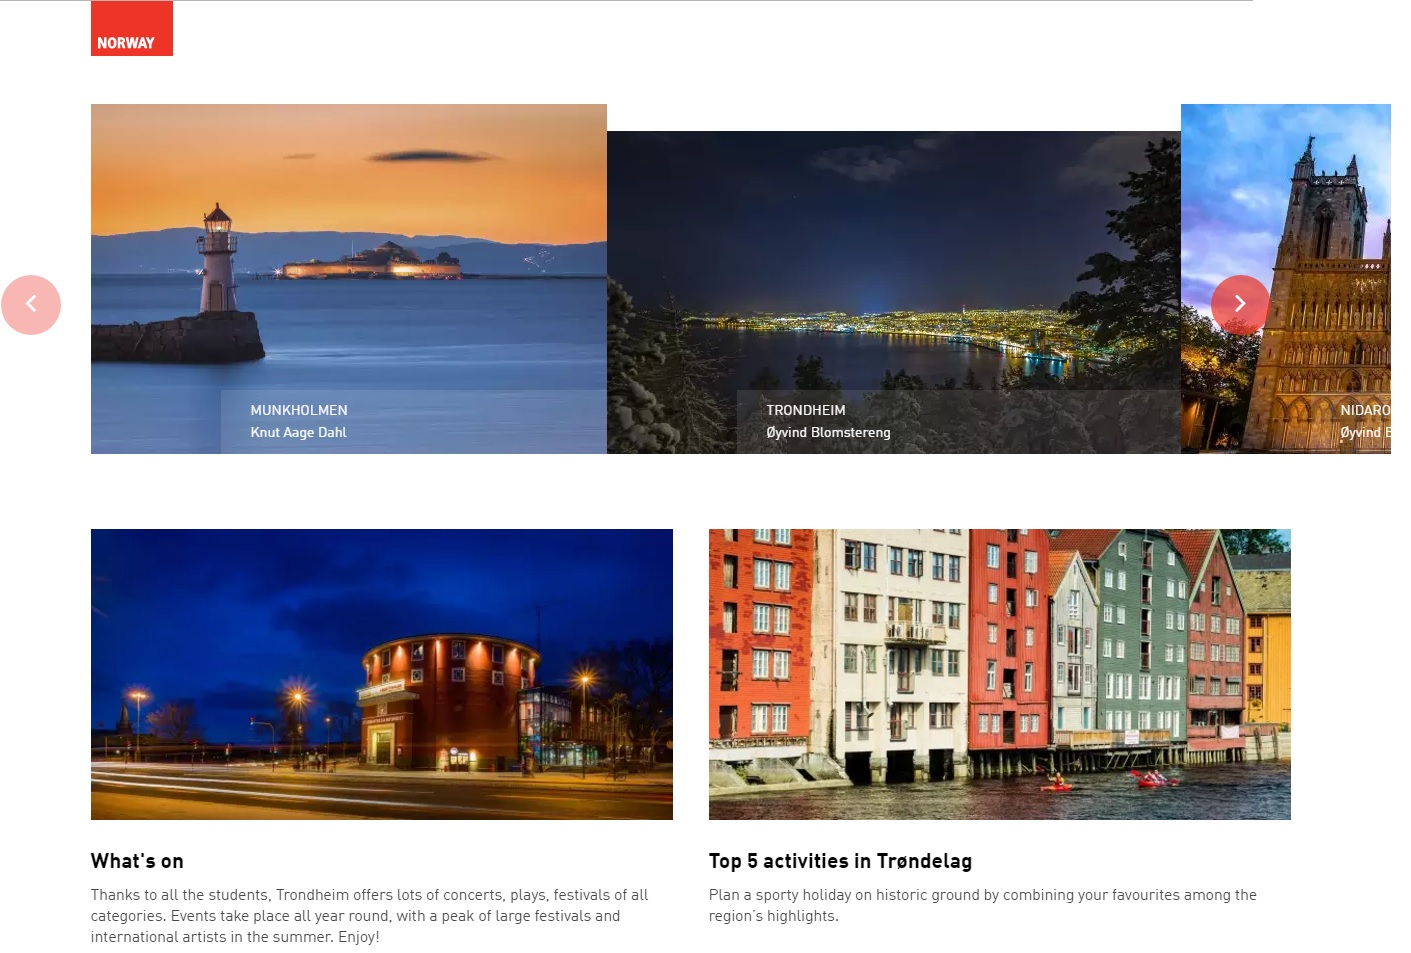 NORWAY
MUNKHOLMEN
Knut Aage Dahl
TRONDHEIM
Øyvind Blomstereng
NIDARO
Øyvind
What's on
Thanks to all the students, Trondheim offers lots of concerts, plays, festivals of all
categories. Events take place all year round, with a peak of large festivals and
international artists in the summer. Enjoy!
Top 5 activities in Trøndelag
Plan a sporty holiday on historic ground by combining your favourites among the
region's highlights.